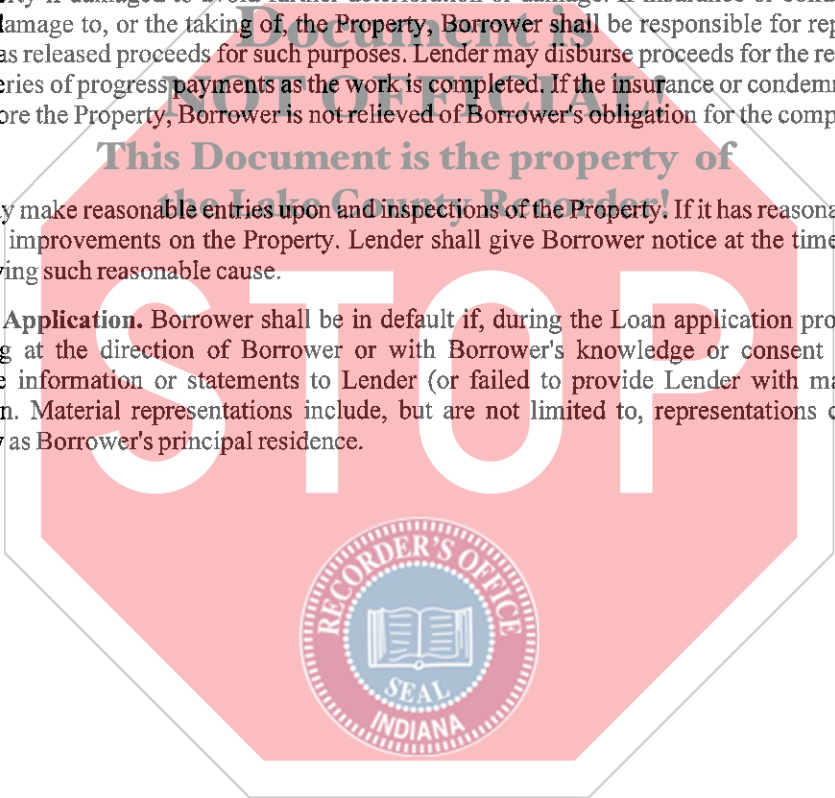 if damaged to avoid further deterioration or damage. If insurance or
Document is
amage to, or the taking of, the Property, Borrower shall be responsible for rep
as released proceeds for such purposes. Lender may disburse proceeds for the re
eries of progress payments as the work is completed. If the insurance or condemn
NOT OFFICIAL!
ore the Property, Borrower is not relieved of Borrower's obligation for the comp
This Document is the property of
the Lake County Recorder!
y make reasonable entries upon and inspections of the Property. If it has reasona
improvements on the Property. Lender shall give Borrower notice at the time
ing such reasonable cause.
Application. Borrower shall be in default if, during the Loan application pro
g at the direction of Borrower or with Borrower's knowledge or consent
e information or statements to Lender (or failed to provide Lender with ma
n. Material representations include, but are not limited to, representations c
y as Borrower's principal residence.
STOP
RECORDER'S OFFICE
SEAL
INDIANA